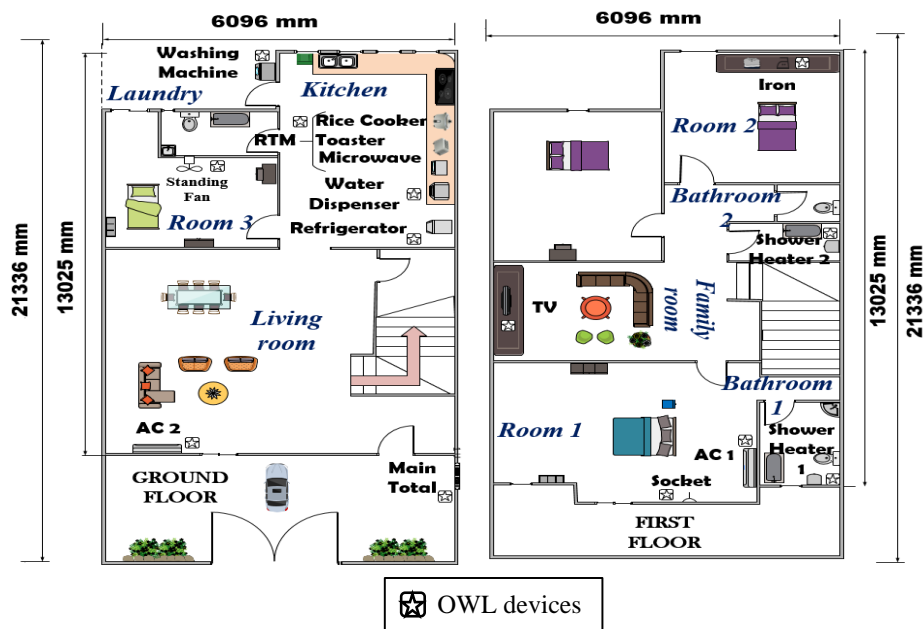 6096 mm
Washing
Machine
Laundry
Kitchen
Rice Cooker
RTM
Toaster
Microwave
Standing
Fan
Water
Dispenser
Room 3
Refrigerator
21336 mm
13025 mm
Living
room
AC 2
GROUND
FLOOR
Main
Total
6096 mm
Iron
Room 2
Bathroom
2
Shower
Heater 2
TV
Family
room
13025 mm
21336 mm
Bathroom
1
Room 1
AC 1
Shower
Heater
1
Socket
FIRST
FLOOR
OWL devices